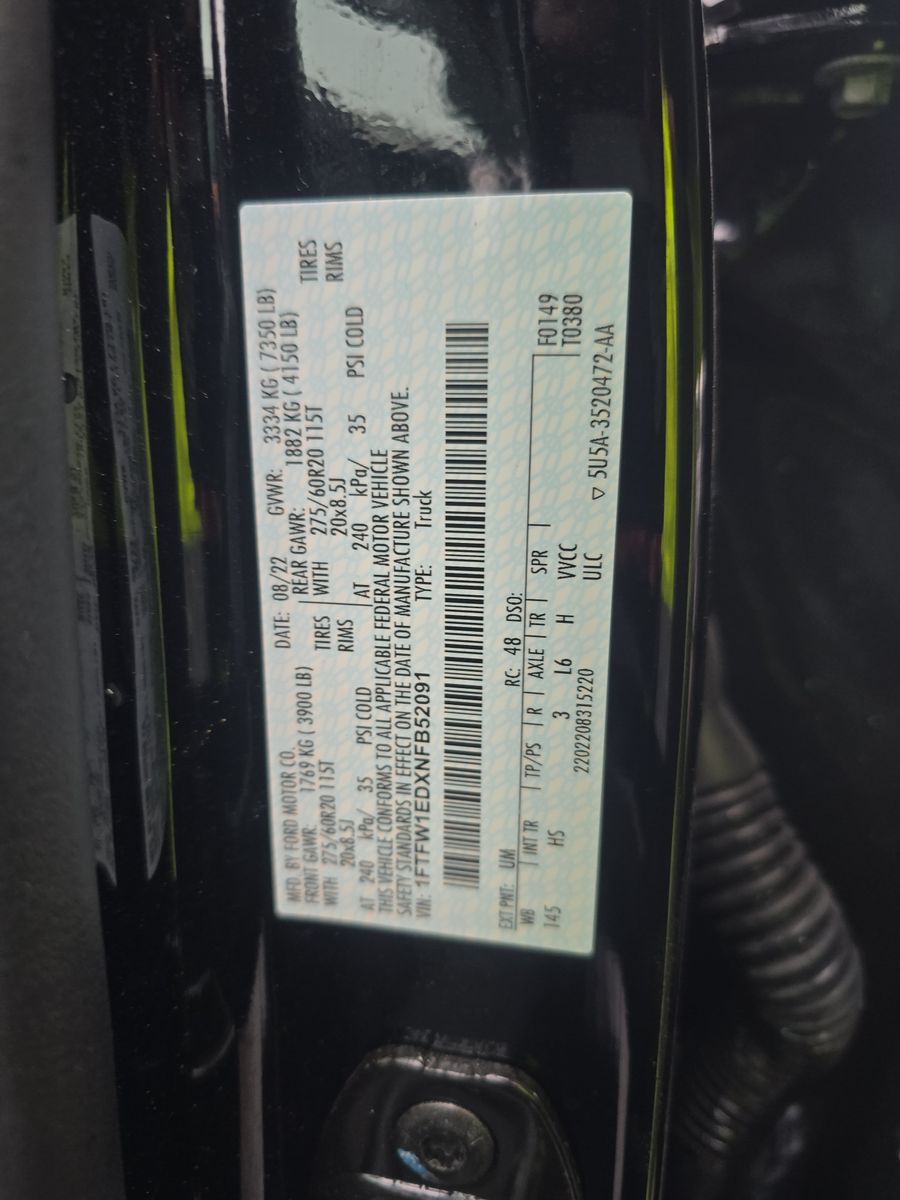 MFD. BY FORD MOTOR CO. DATE: 08/22 GVWR: 3334 KG ( 7350 LB)
FRONT GAWR: 1769 KG ( 3900 LB) REAR GAWR: 1882 KG ( 4150 LB)
WITH 275/60R20 115T TIRES WITH 275/60R20 115T TIRES
20x8.5J RIMS 20x8.5J RIMS
AT 240 kPa/ 35 PSI COLD AT 240 kPa/ 35 PSI COLD
THIS VEHICLE CONFORMS TO ALL APPLICABLE FEDERAL MOTOR VEHICLE
SAFETY STANDARDS IN EFFECT ON THE DATE OF MANUFACTURE SHOWN ABOVE.
VIN: 1FTFW1EDXNFB52091 TYPE: Truck
EXT PNT: UM RC: 48 DSO: F0149
WB INT TR TP/PS R AXLE TR SPR T0380
145 HS 3 L6 H VVCC
2202208315220 ULC
▽ 5U5A-3520472-AA